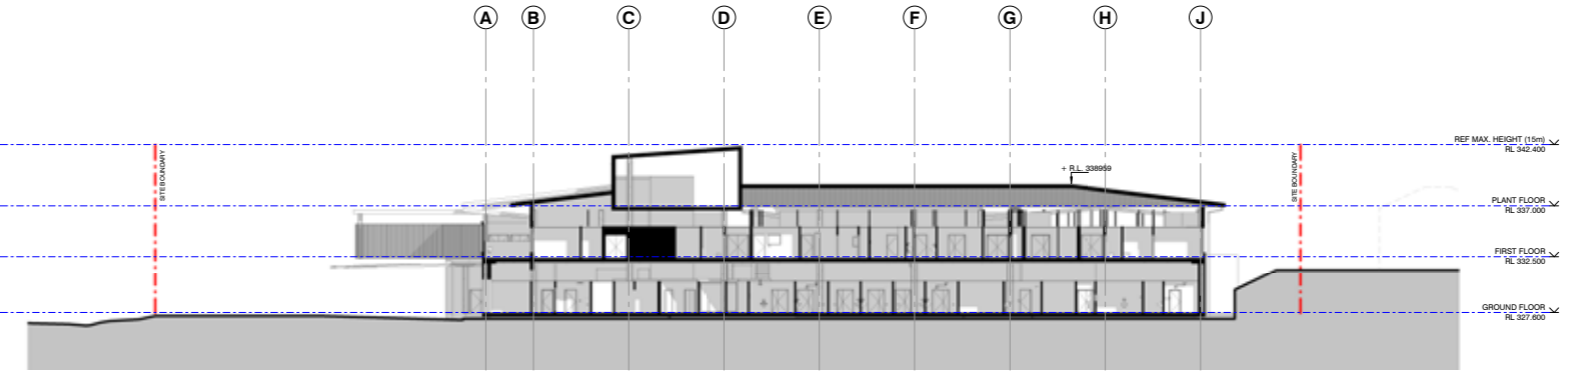 A B C D E F G H J
REF MAX. HEIGHT (15m)
RL 342.400
SITE BOUNDARY
SITE BOUNDARY
+ R.L. 338959
PLANT FLOOR
RL 337.000
FIRST FLOOR
RL 332.500
GROUND FLOOR
RL 327.600